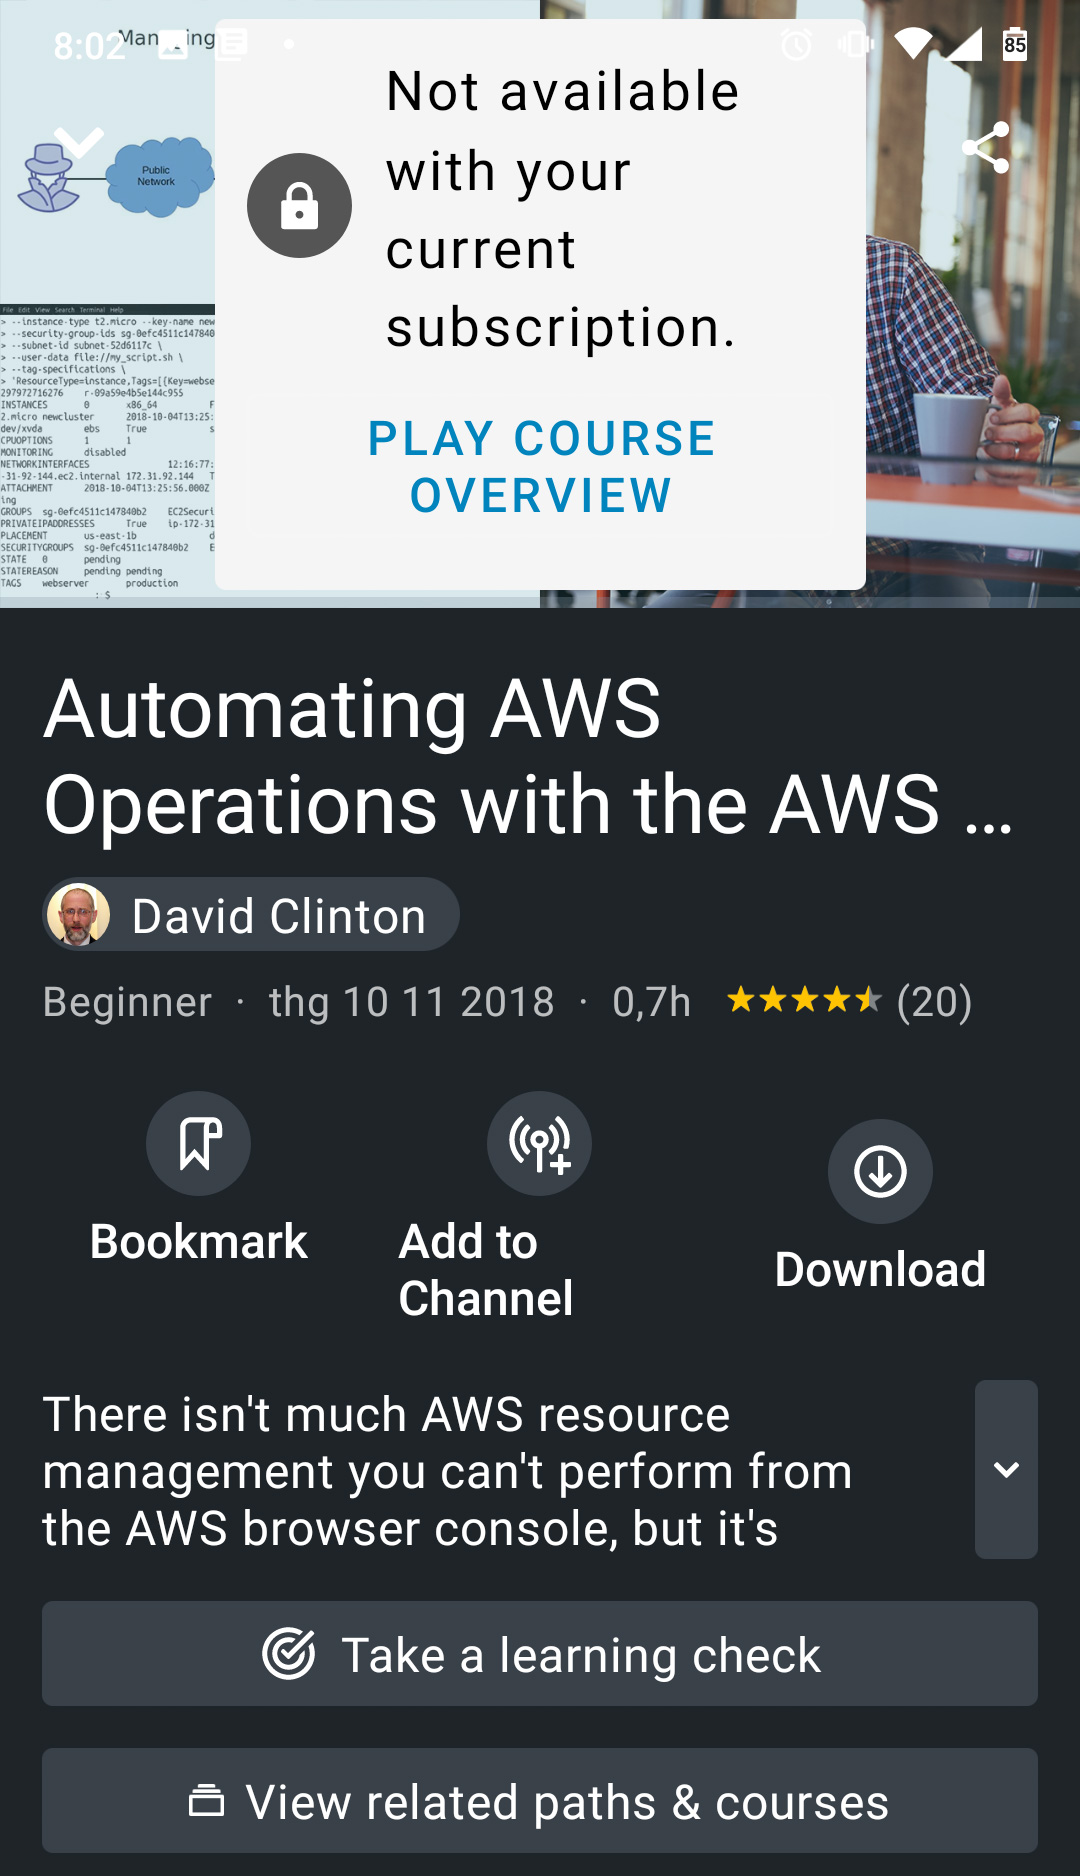 8:02
Managing
85
Public
Network
Not available
with your
current
subscription.
PLAY COURSE
OVERVIEW
File Edit View Search Terminal Help
> --instance-type t2.micro --key-name new
> --security-group-ids sg-0efc4511c147840
> --subnet-id subnet-52d6117c \
> --user-data file://my_script.sh \
> --tag-specifications \
> 'ResourceType=instance,Tags=[{Key=webse
297972716276 r-09a59e4b5e144c955
INSTANCES 0 x86_64 F
2.micro newcluster 2018-10-04T13:25:
dev/xvda ebs True s
CPUOPTIONS 1 1
MONITORING disabled
NETWORKINTERFACES 12:16:77:
-31-92-144.ec2.internal 172.31.92.144 T
ATTACHMENT 2018-10-04T13:25:56.000Z
ing
GROUPS sg-0efc4511c147840b2 EC2Securi
PRIVATEIPADDRESSES True ip-172-31
PLACEMENT us-east-1b d
SECURITYGROUPS sg-0efc4511c147840b2 E
STATE 0 pending
STATEREASON pending pending
TAGS webserver production
: $
Automating AWS
Operations with the AWS ...
David Clinton
Beginner · thg 10 11 2018 · 0,7h (20)
Bookmark
Add to
Channel
Download
There isn't much AWS resource
management you can't perform from
the AWS browser console, but it's
Take a learning check
View related paths & courses